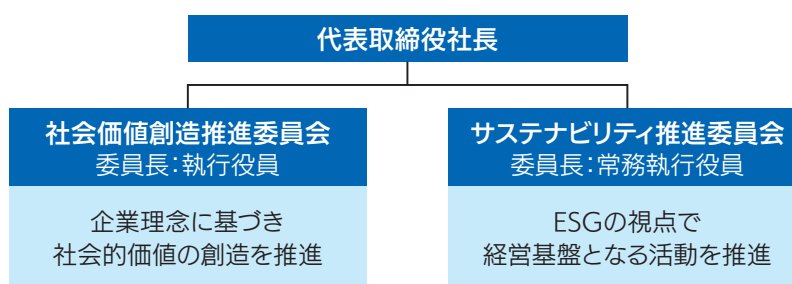 代表取締役社長
社会価値創造推進委員会
委員長：執行役員
企業理念に基づき
社会的価値の創造を推進
サステナビリティ推進委員会
委員長：常務執行役員
ESGの視点で
経営基盤となる活動を推進